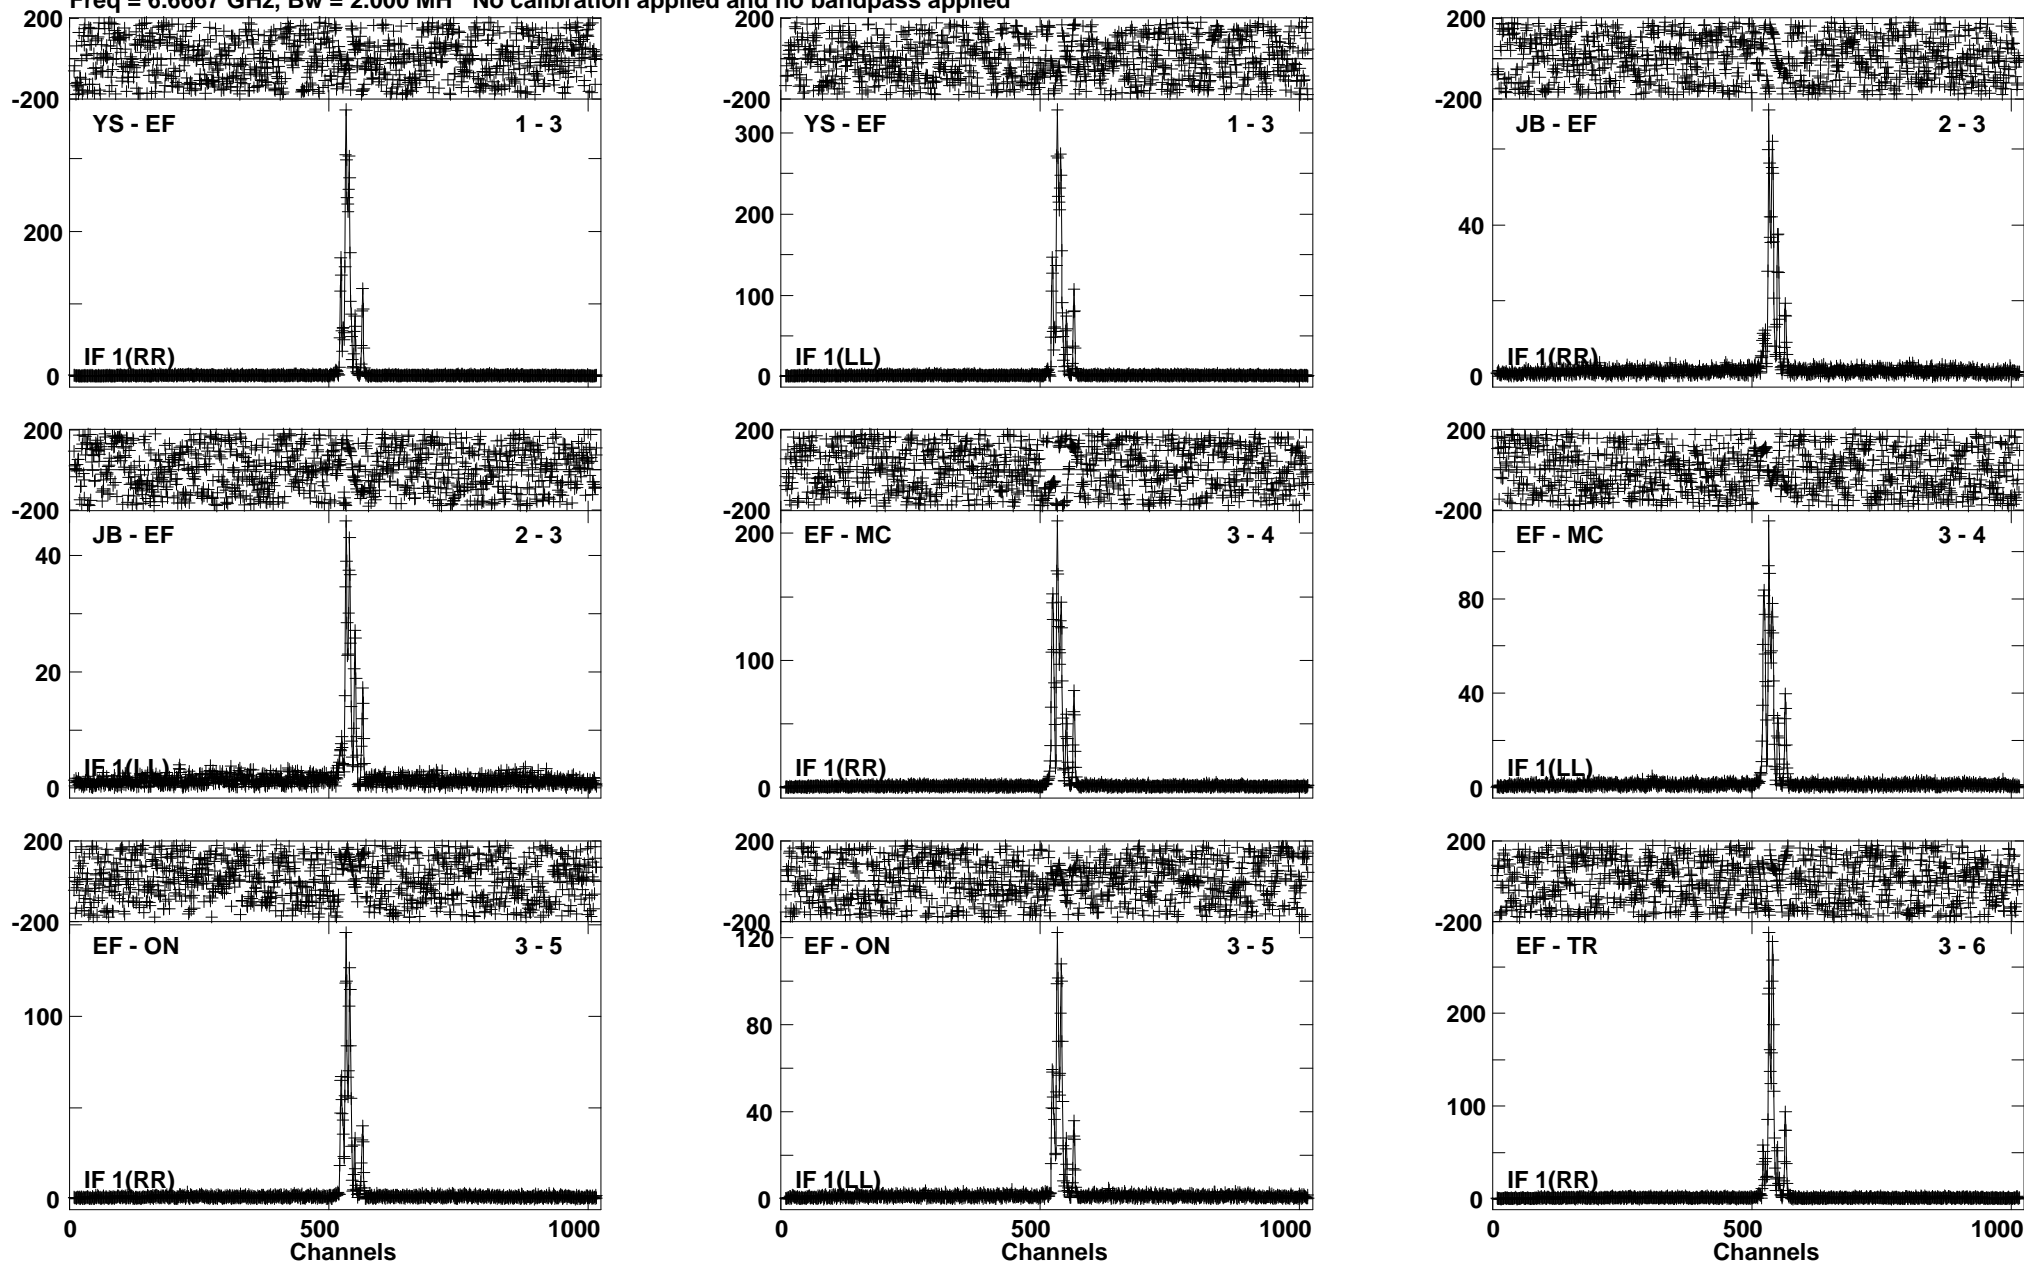 Freq = 6.6667 GHz, Bw = 2.000 MH No calibration applied and no bandpass applied
200
-200
YS - EF 1 - 3
200
IF 1(RR)
0
200
-200
YS - EF 1 - 3
300
200
100
IF 1(LL)
0
200
-200
JB - EF 2 - 3
40
IF 1(RR)
0
200
-200
JB - EF 2 - 3
40
20
IF 1(LL)
0
200
-200
EF - MC 3 - 4
200
100
IF 1(RR)
0
200
-200
EF - MC 3 - 4
80
40
IF 1(LL)
0
200
-200
EF - ON 3 - 5
100
IF 1(RR)
0
0 500 1000
Channels
200
-200
120
EF - ON 3 - 5
80
40
IF 1(LL)
0
0 500 1000
Channels
200
-200
EF - TR 3 - 6
200
100
IF 1(RR)
0
0 500 1000
Channels